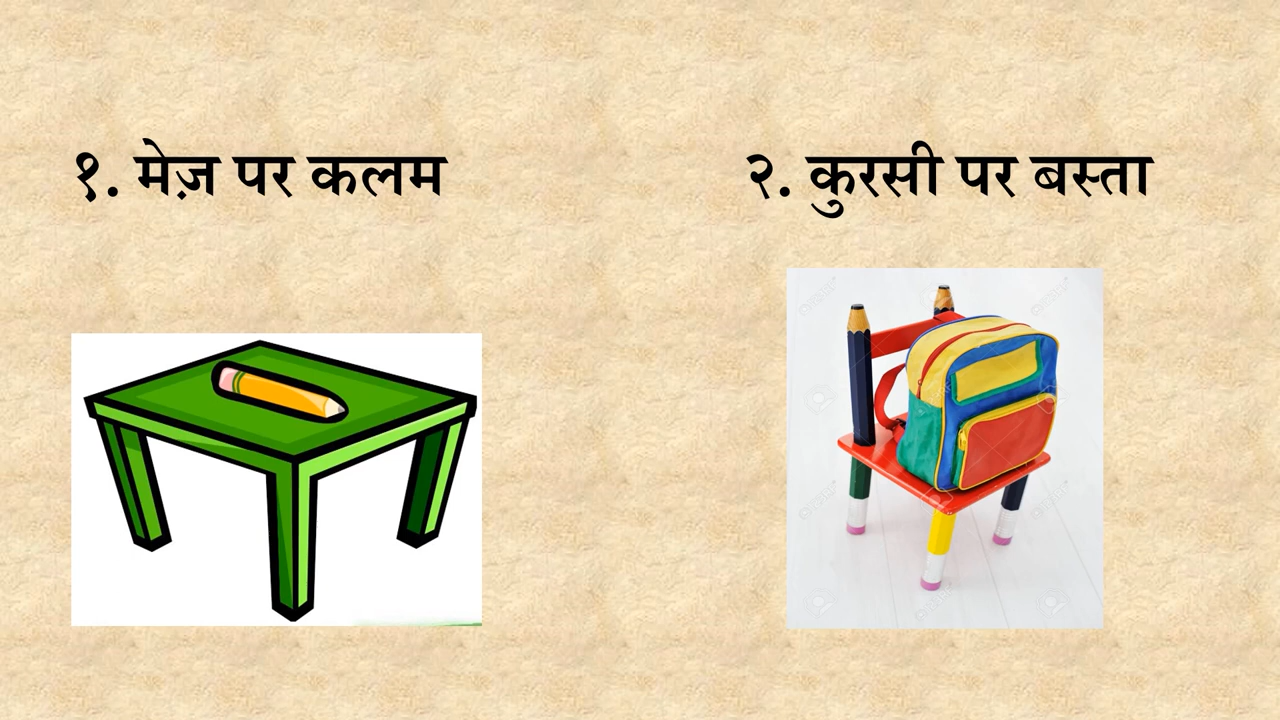 १. मेज़ पर कलम
२. कुरसी पर बस्ता